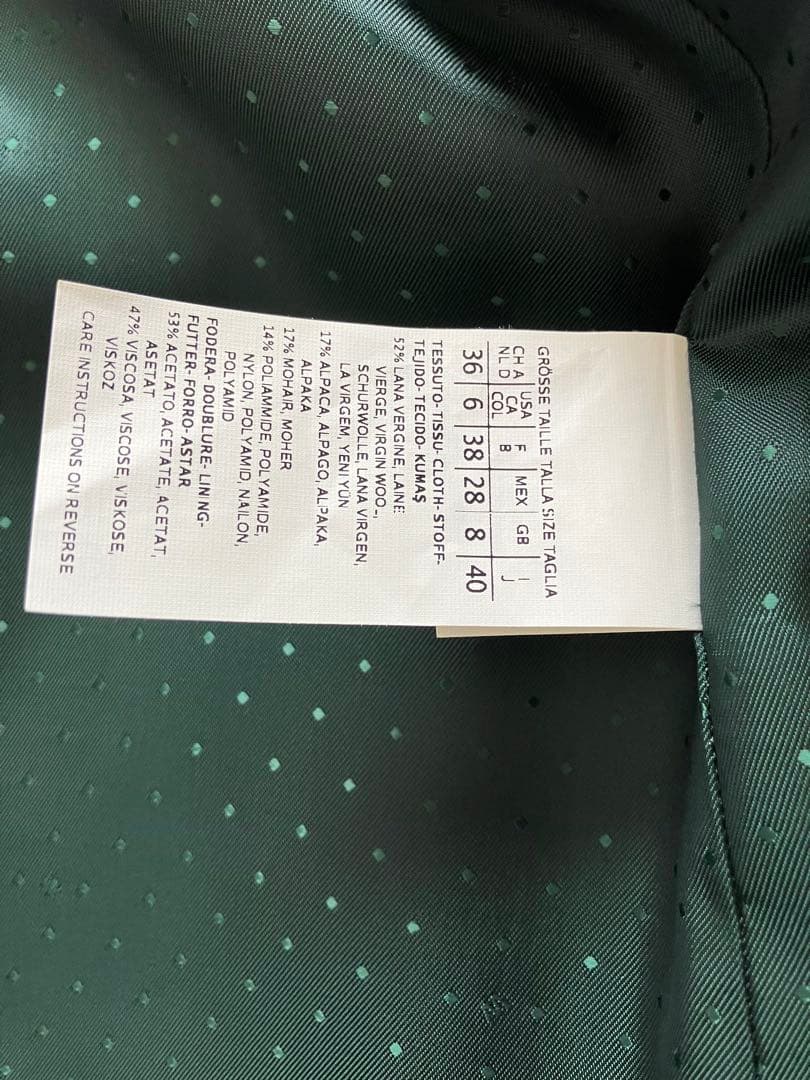 GRÖSSE TAILLE TALLA SIZE TAGLIA
CH A USA F MEX GB I
NL D CA B J
COL
36 6 38 28 8 40
TESSUTO-TISSU-CLOTH-STOFF-
TEJIDO-TECIDO-KUMAŞ
52% LANA VERGINE, LAINE
VIERGE, VIRGIN WOOL,
SCHURWOLLE, LANA VIRGEN,
LA VIRGEM, YENI YÜN
17% ALPACA, ALPAGO, ALPAKA,
ALPAKA
17% MOHAIR, MOHER
14% POLIAMMIDE, POLYAMIDE,
NYLON, POLYAMID, NAILON,
POLYAMID
FODERA-DOUBLURE-LINING-
FUTTER-FORRO-ASTAR
53% ACETATO, ACETATE, ACETAT,
ASETAT
47% VISCOSA, VISCOSE, VISKOSE,
VISKOZ
CARE INSTRUCTIONS ON REVERSE